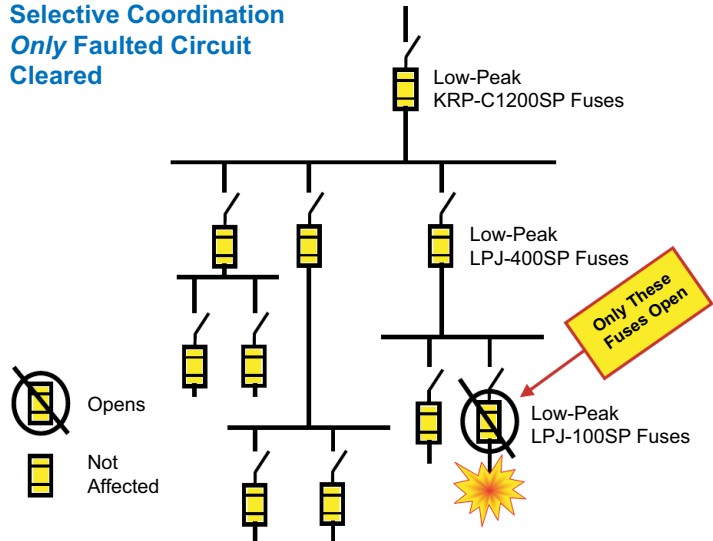 Selective Coordination
Only Faulted Circuit
Cleared
Low-Peak
KRP-C1200SP Fuses
Low-Peak
LPJ-400SP Fuses
Only These
Fuses Open
Opens
Low-Peak
LPJ-100SP Fuses
Not
Affected